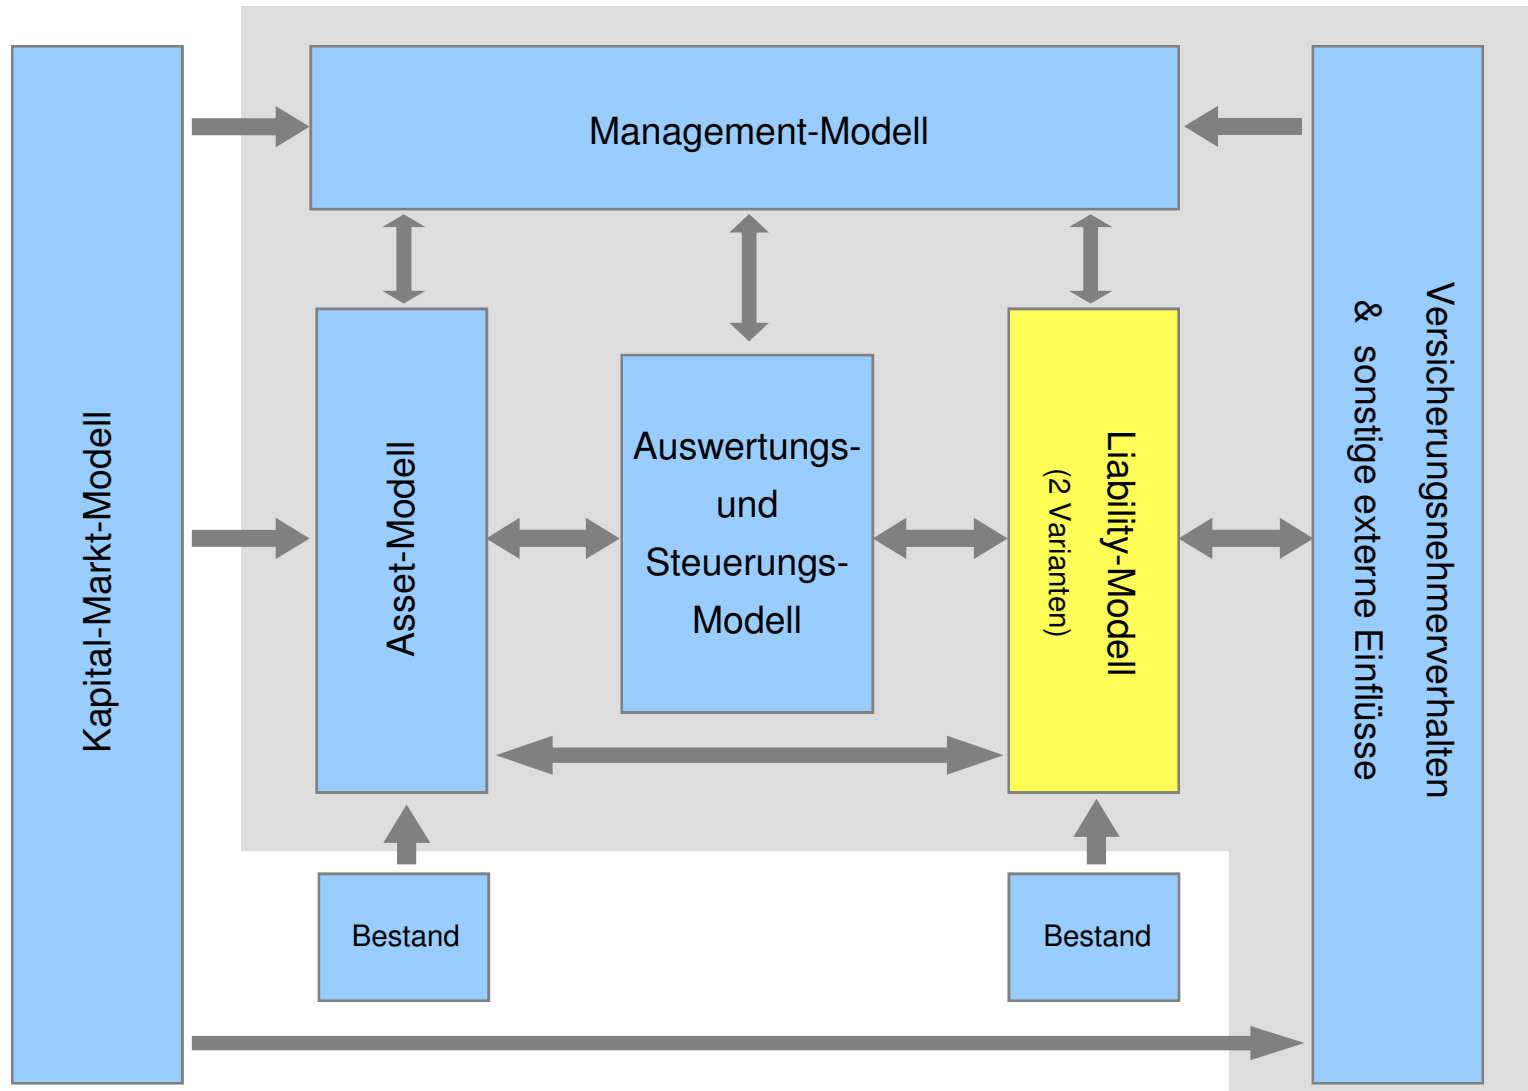 Management-Modell
Kapital-Markt-Modell
Asset-Modell
Auswertungs-
und
Steuerungs-
Modell
Liability-Modell
(2 Varianten)
Versicherungsnehmerverhalten
& sonstige externe Einflüsse
Bestand
Bestand